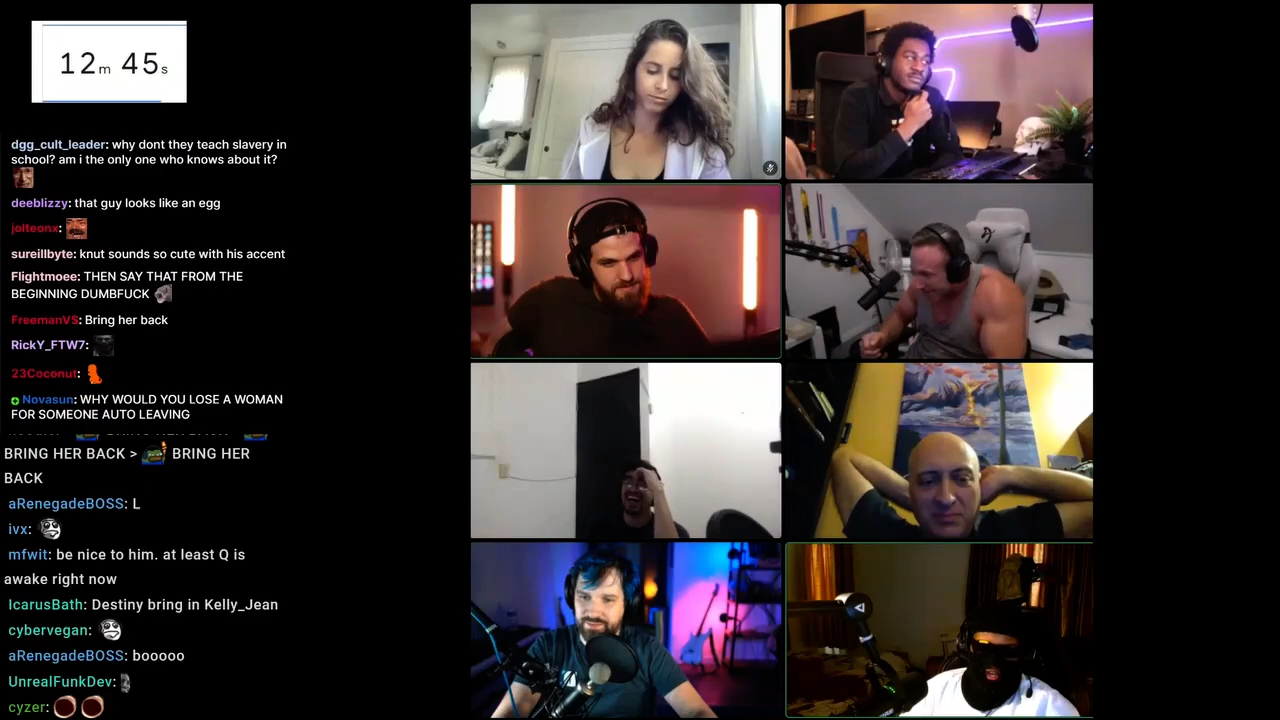 12m 45s
dgg_cult_leader: why dont they teach slavery in
school? am i the only one who knows about it?
deeblizzy: that guy looks like an egg
jolteonx:
sureillbyte: knut sounds so cute with his accent
Flightmoee: THEN SAY THAT FROM THE
BEGINNING DUMBFUCK
FreemanVS: Bring her back
RickY_FTW7:
23Coconut:
Novasun: WHY WOULD YOU LOSE A WOMAN
FOR SOMEONE AUTO LEAVING
BRING HER BACK > BRING HER
BACK
aRenegadeBOSS: L
ivx:
mfwit: be nice to him. at least Q is
awake right now
IcarusBath: Destiny bring in Kelly_Jean
cybervegan:
aRenegadeBOSS: booooo
UnrealFunkDev:
cyzer: